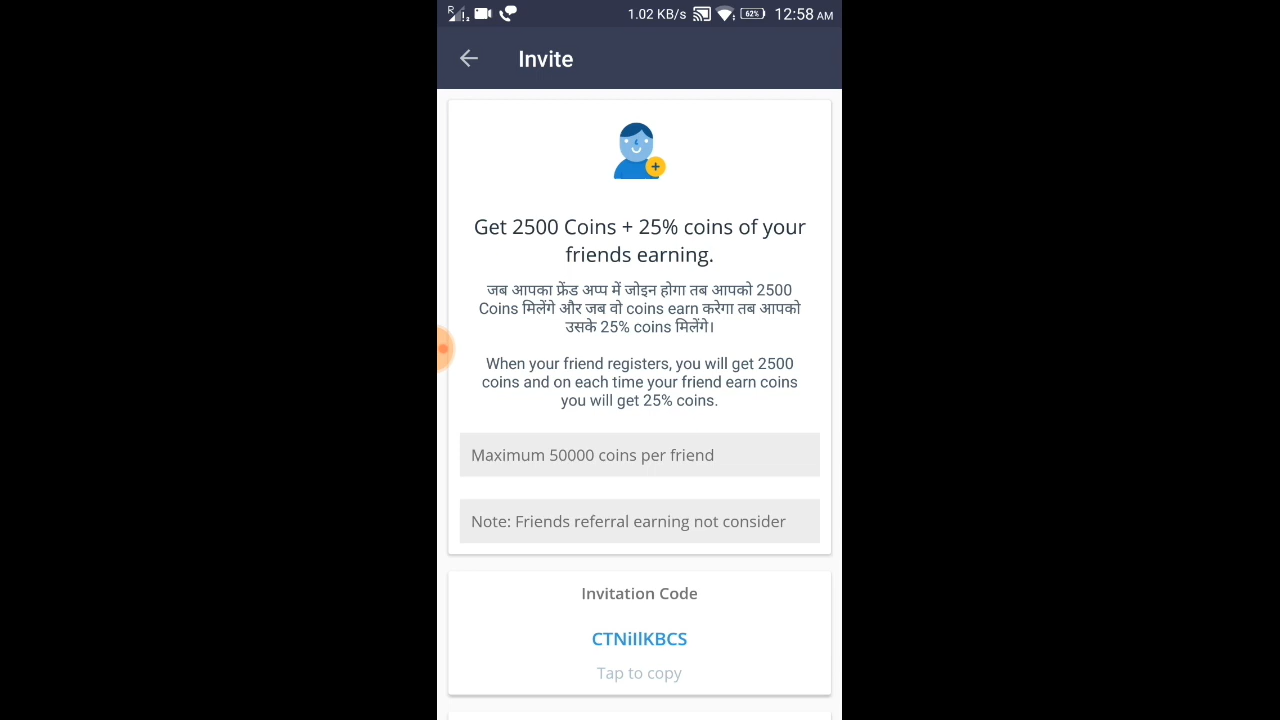 1.02 KB/s 62% 12:58 AM
Invite
Get 2500 Coins + 25% coins of your
friends earning.
जब आपका फ्रेंड अप्प में जोइन होगा तब आपको 2500
Coins मिलेंगे और जब वो coins earn करेगा तब आपको
उसके 25% coins मिलेंगे।
When your friend registers, you will get 2500
coins and on each time your friend earn coins
you will get 25% coins.
Maximum 50000 coins per friend
Note: Friends referral earning not consider
Invitation Code
CTNillKBCS
Tap to copy